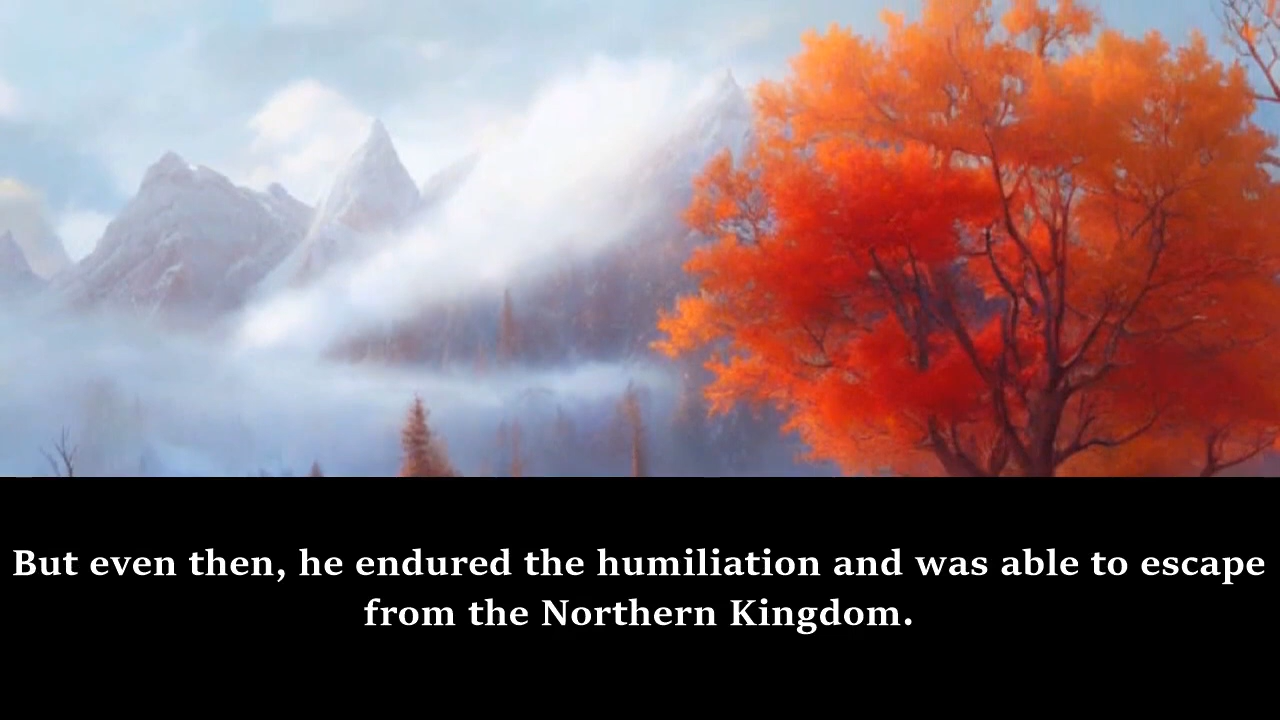 But even then, he endured the humiliation and was able to escape
from the Northern Kingdom.